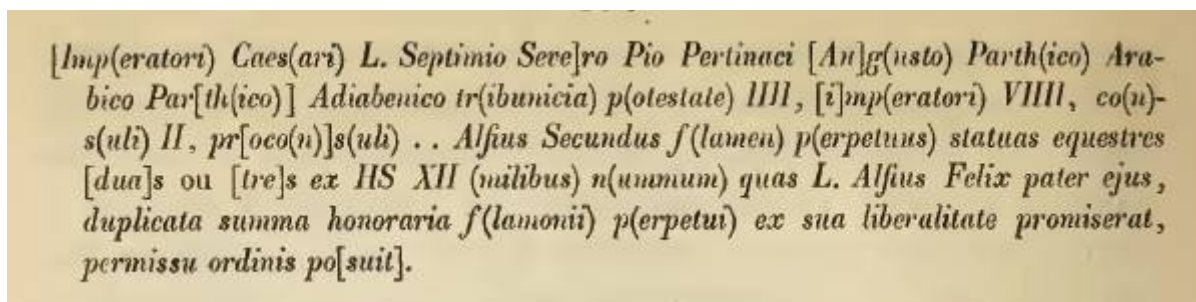 [Imp(eratori) Caes(ari) L. Septimio Seve]ro Pio Pertinaci [Au]g(usto) Parth(ico) Ara-
bico Par[th(ico)] Adiabenico tr(ibunicia) p(otestate) IIII, [i]mp(eratori) VIIII, co(n)-
s(uli) II, pr[oco(n)]s(uli) . . Alfius Secundus f(lamen) p(erpetuus) statuas equestres
[dua]s ou [tre]s ex HS XII (milibus) n(ummum) quas L. Alfius Felix pater ejus,
duplicata summa honoraria f(lamonii) p(erpetui) ex sua liberalitate promiserat,
permissu ordinis po[suit].